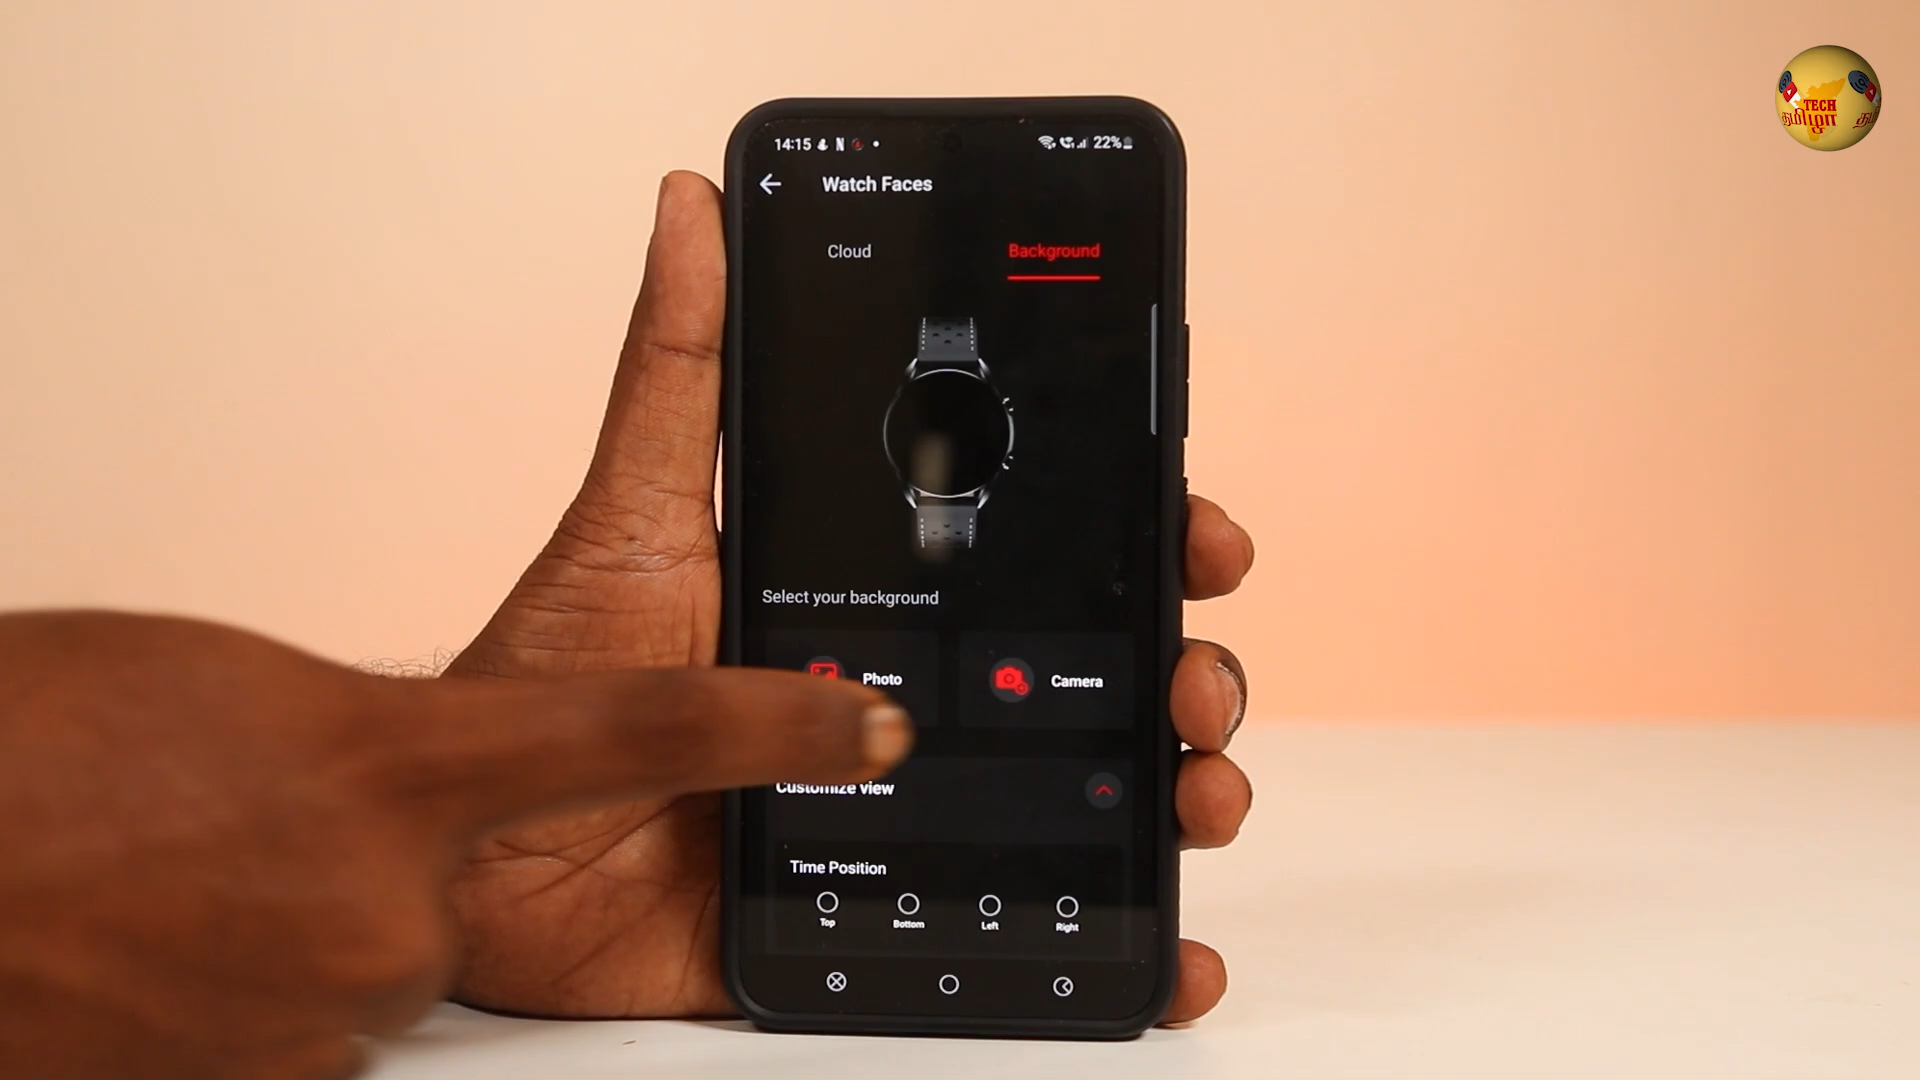 TECH
தமிழா
14:15 N 22%
Watch Faces
Cloud Background
Select your background
Photo Camera
Customize view
Time Position
Top Bottom Left Right